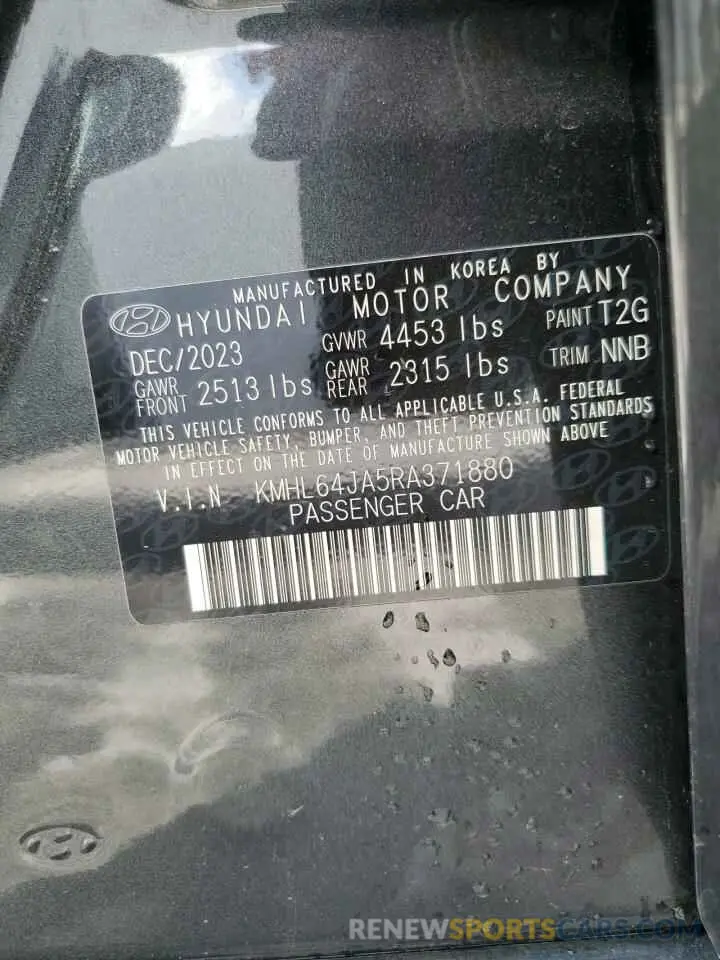 MANUFACTURED IN KOREA BY
HYUNDAI MOTOR COMPANY
DEC/2023 GVWR 4453 lbs PAINT T2G
GAWR FRONT 2513 lbs GAWR REAR 2315 lbs TRIM NNB
THIS VEHICLE CONFORMS TO ALL APPLICABLE U.S.A. FEDERAL
MOTOR VEHICLE SAFETY, BUMPER, AND THEFT PREVENTION STANDARDS
IN EFFECT ON THE DATE OF MANUFACTURE SHOWN ABOVE
V.I.N KMHL64JA5RA371880
PASSENGER CAR
RENEWSPORTSCARS.COM